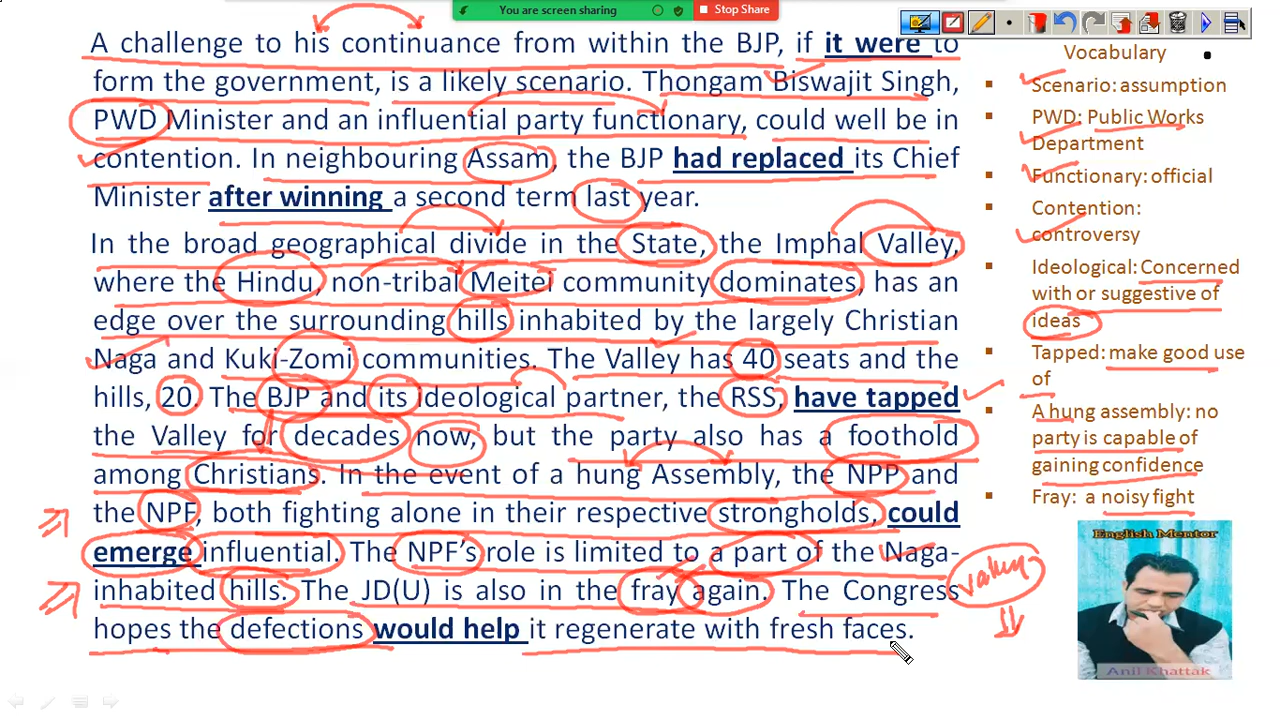 You are screen sharing
Stop Share
A challenge to his continuance from within the BJP, if it were to
form the government, is a likely scenario. Thongam Biswajit Singh,
PWD Minister and an influential party functionary, could well be in
contention. In neighbouring Assam, the BJP had replaced its Chief
Minister after winning a second term last year.
In the broad geographical divide in the State, the Imphal Valley,
where the Hindu, non-tribal Meitei community dominates, has an
edge over the surrounding hills inhabited by the largely Christian
Naga and Kuki-Zomi communities. The Valley has 40 seats and the
hills, 20. The BJP and its ideological partner, the RSS, have tapped
the Valley for decades now, but the party also has a foothold
among Christians. In the event of a hung Assembly, the NPP and
the NPF, both fighting alone in their respective strongholds, could
emerge influential. The NPF’s role is limited to a part of the Naga-
inhabited hills. The JD(U) is also in the fray again. The Congress
hopes the defections would help it regenerate with fresh faces.
Vocabulary
Scenario: assumption
PWD: Public Works
Department
Functionary: official
Contention:
controversy
Ideological: Concerned
with or suggestive of
ideas
Tapped: make good use
of
A hung assembly: no
party is capable of
gaining confidence
Fray: a noisy fight
Valley
English Mentor
Anil Khattak